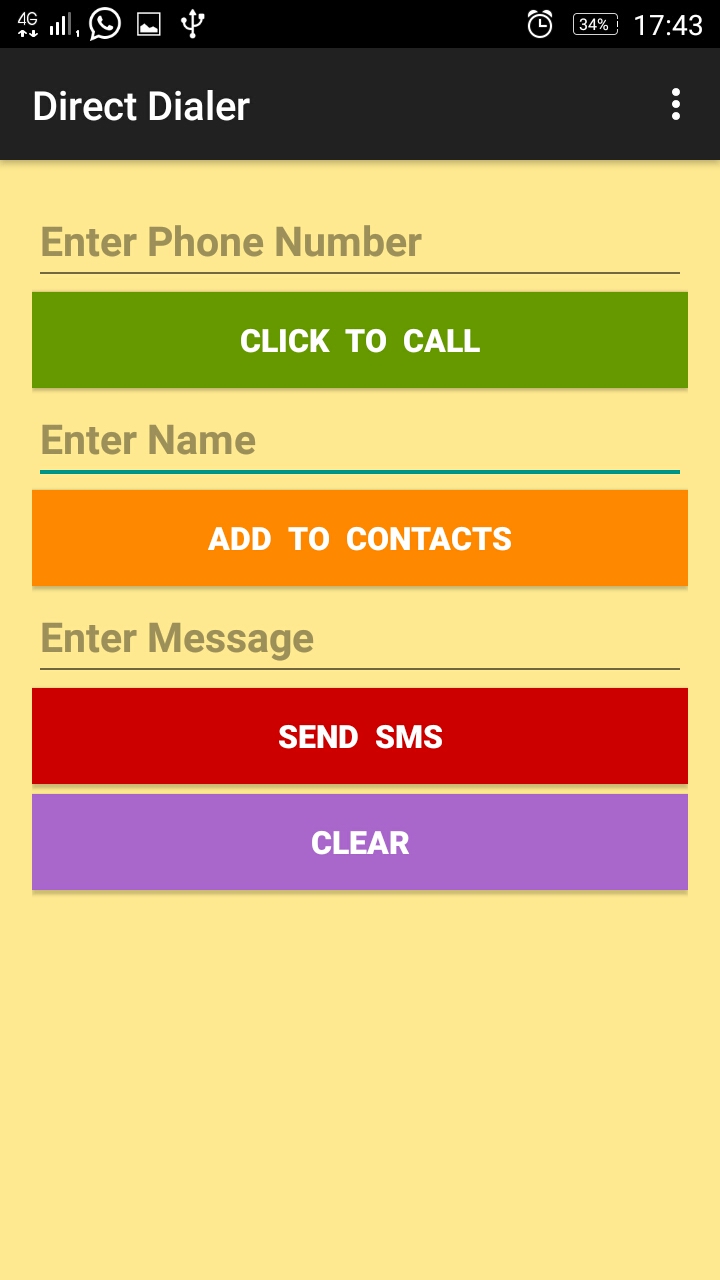 4G 1 34% 17:43
Direct Dialer
Enter Phone Number
CLICK TO CALL
Enter Name
ADD TO CONTACTS
Enter Message
SEND SMS
CLEAR